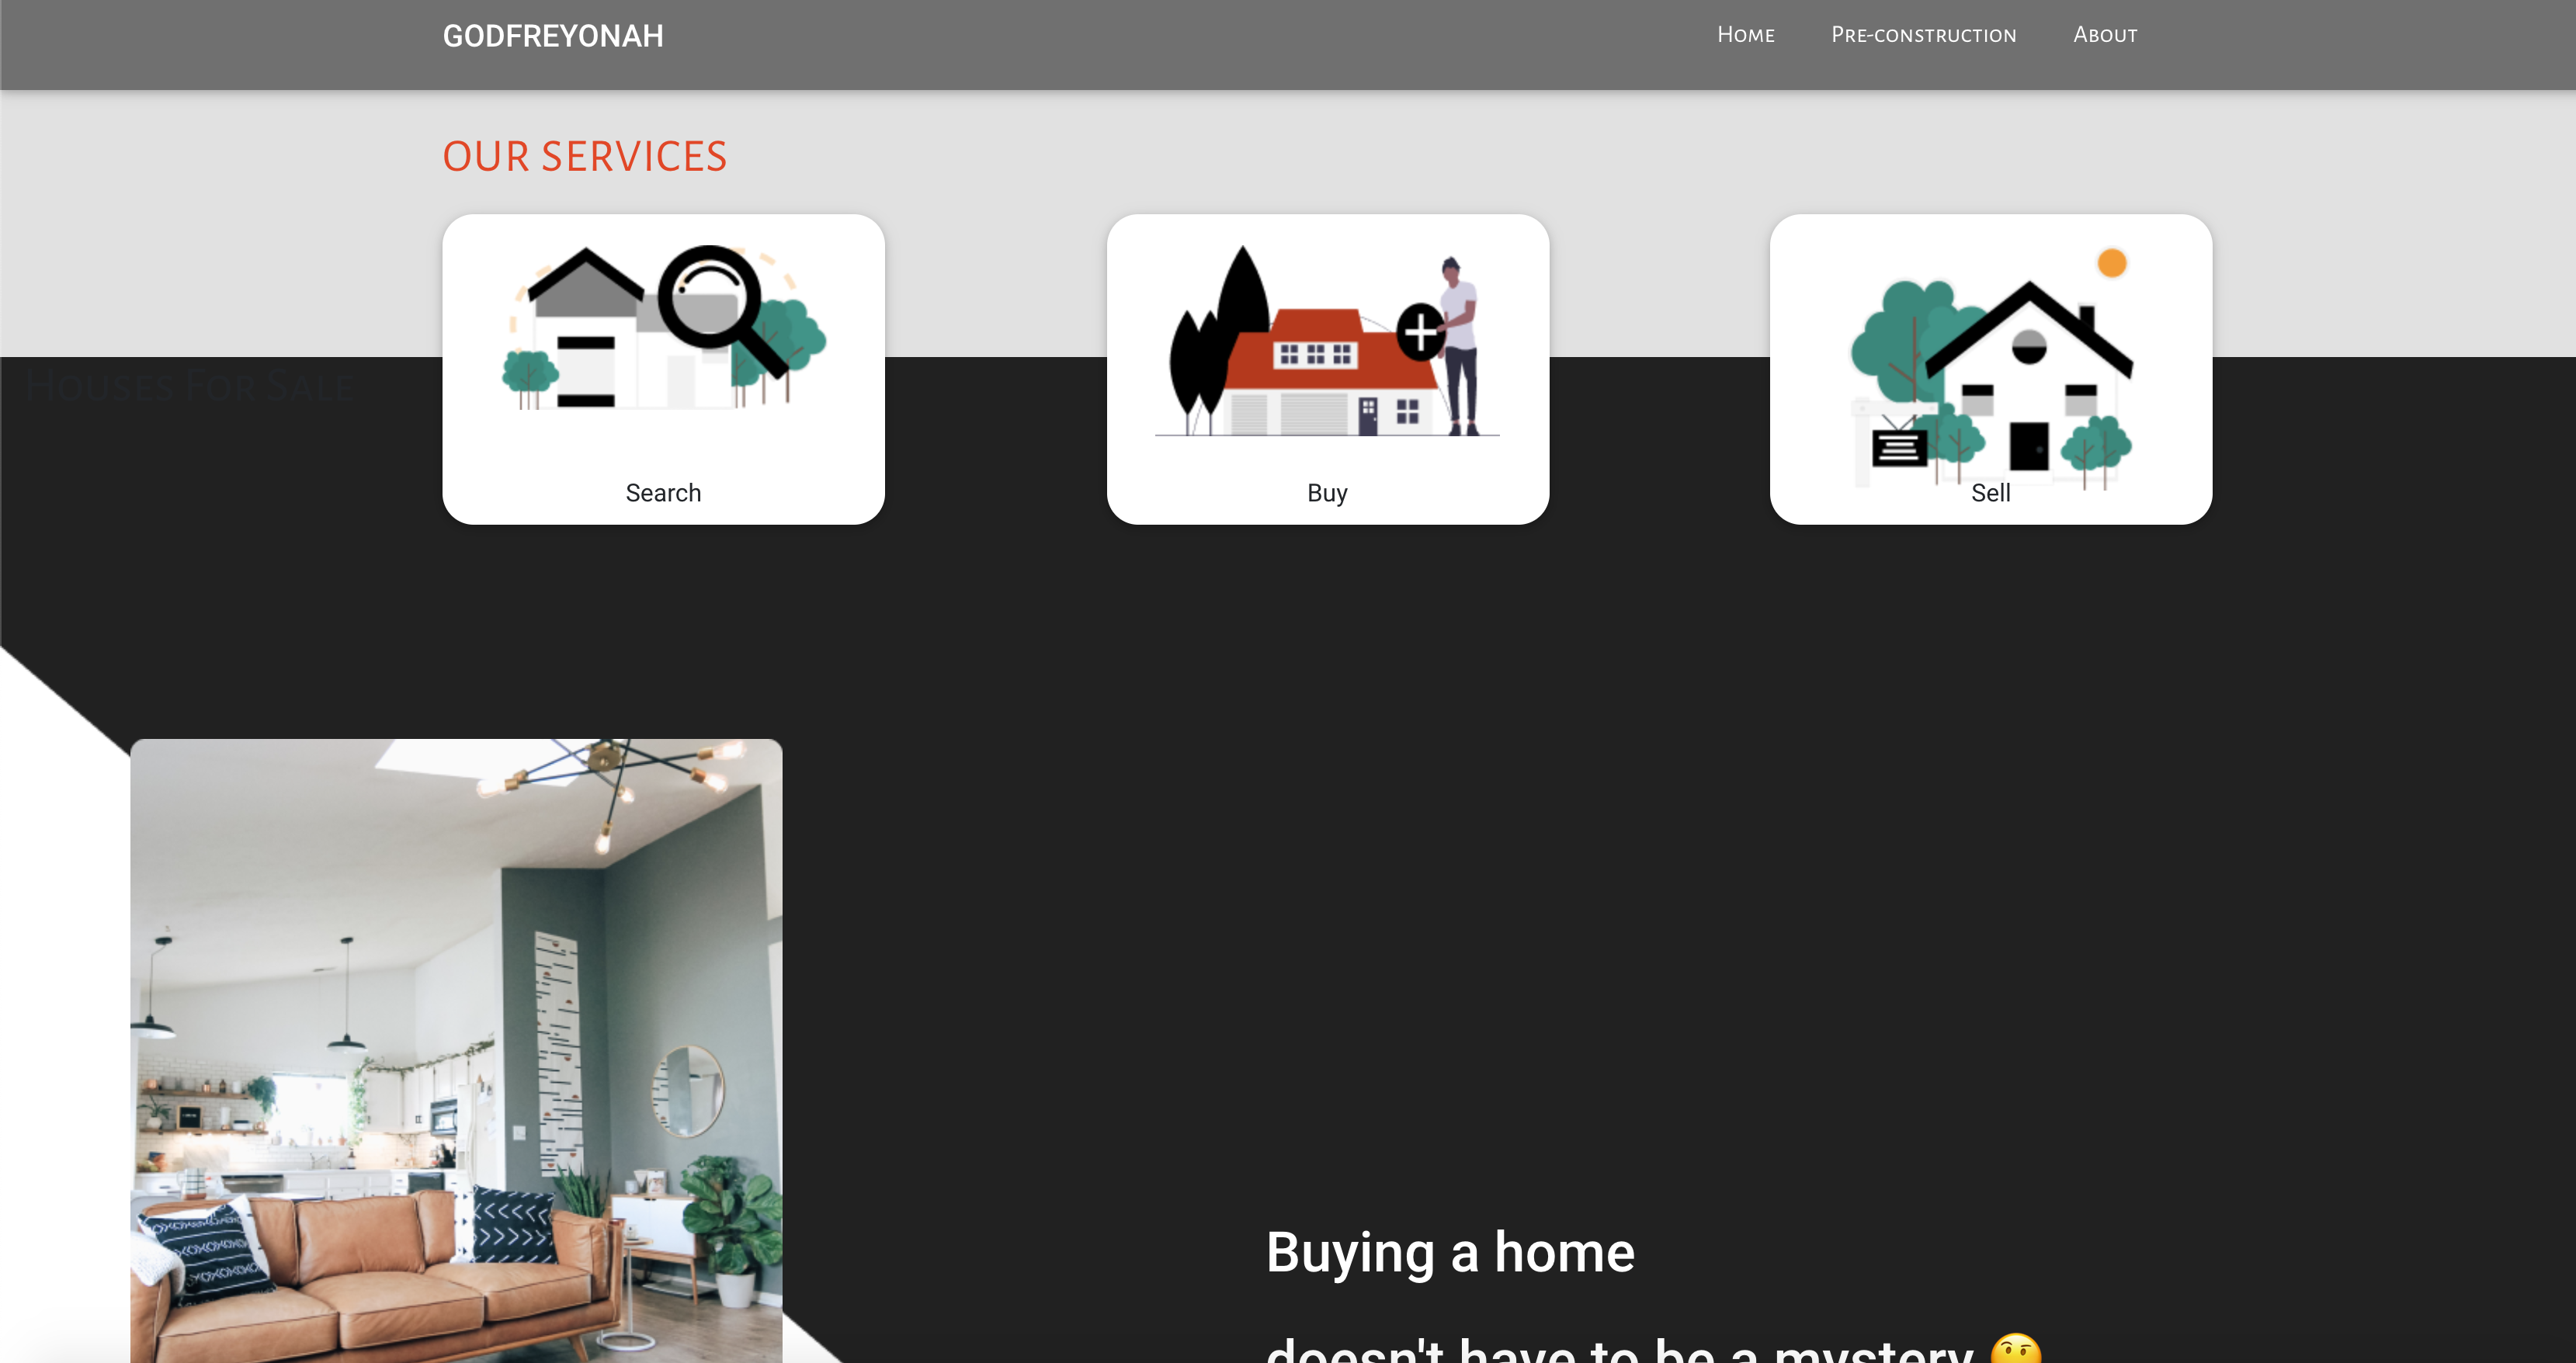 GODFREYONAH
Home Pre-construction About
OUR SERVICES
Houses For Sale
Search Buy Sell
Buying a home
doesn't have to be a mystery 🤨